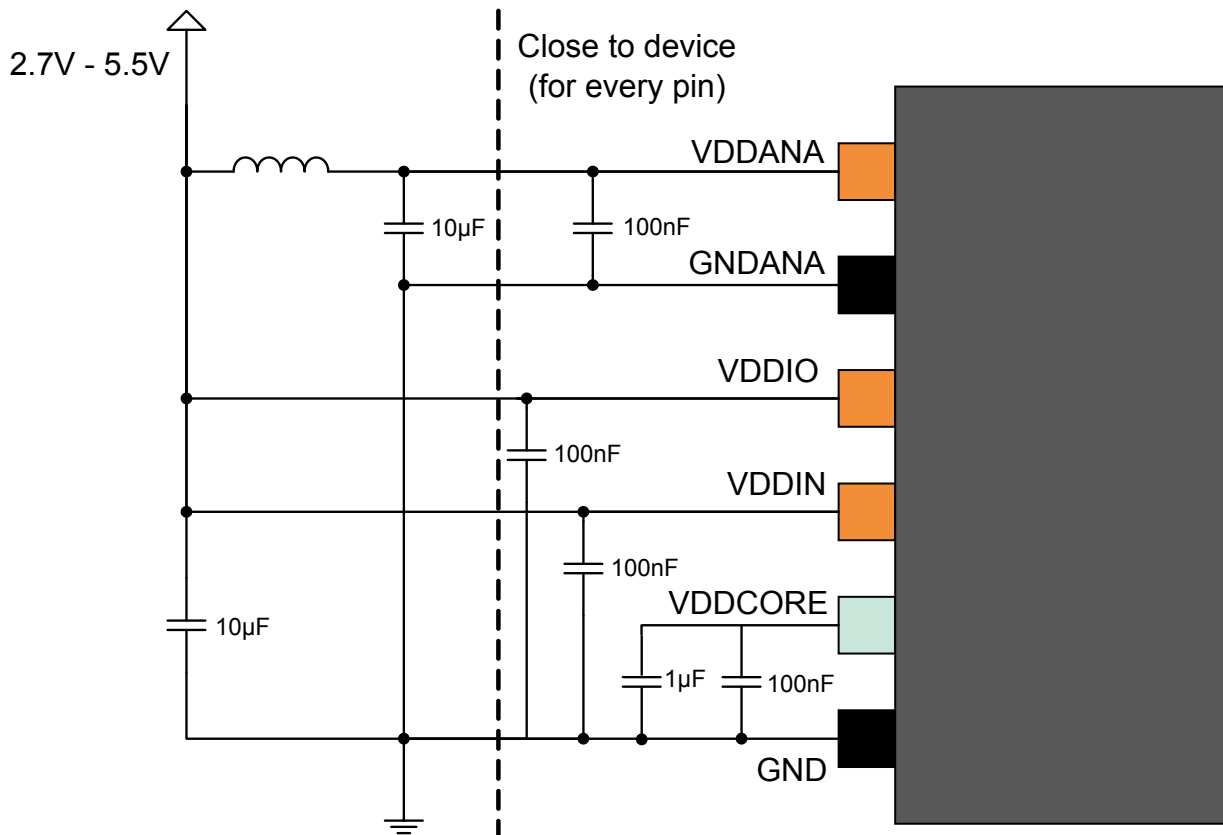 2.7V - 5.5V
Close to device
(for every pin)
VDDANA
10µF
100nF
GNDANA
VDDIO
100nF
VDDIN
100nF
VDDCORE
10µF
1µF
100nF
GND